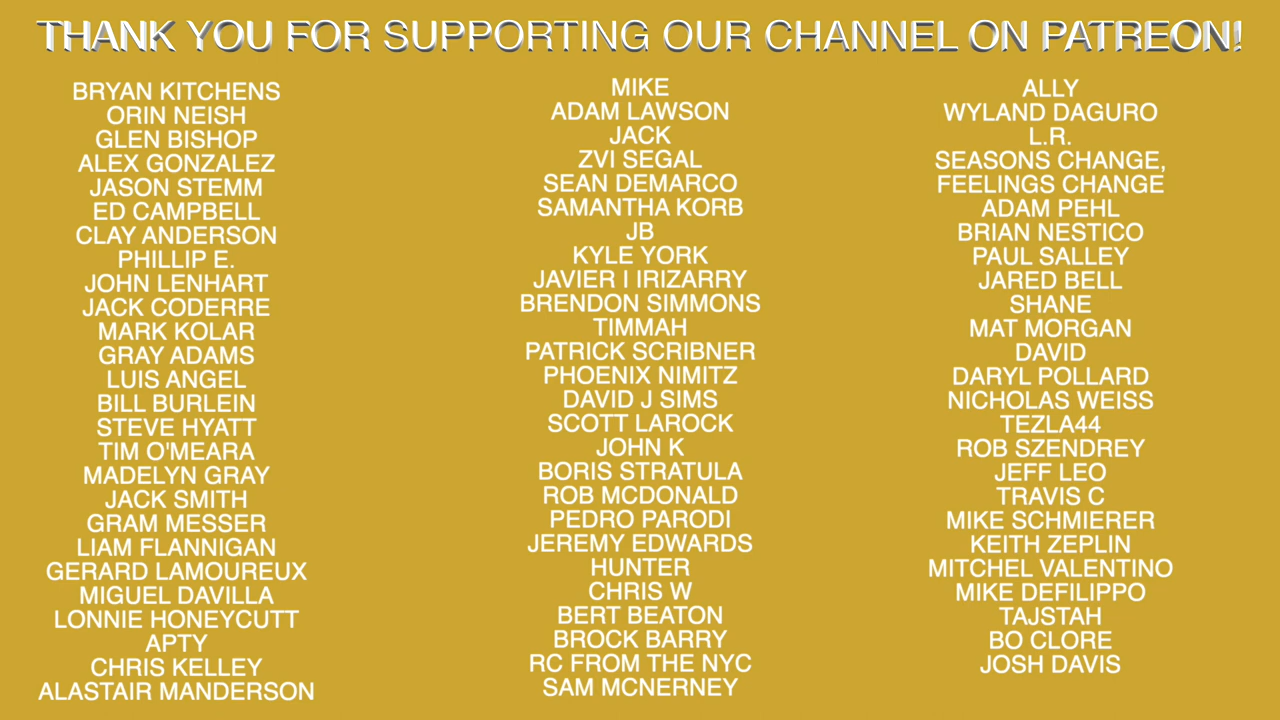 THANK YOU FOR SUPPORTING OUR CHANNEL ON PATREON!
BRYAN KITCHENS
ORIN NEISH
GLEN BISHOP
ALEX GONZALEZ
JASON STEMM
ED CAMPBELL
CLAY ANDERSON
PHILLIP E.
JOHN LENHART
JACK CODERRE
MARK KOLAR
GRAY ADAMS
LUIS ANGEL
BILL BURLEIN
STEVE HYATT
TIM O'MEARA
MADELYN GRAY
JACK SMITH
GRAM MESSER
LIAM FLANNIGAN
GERARD LAMOUREUX
MIGUEL DAVILLA
LONNIE HONEYCUTT
APTY
CHRIS KELLEY
ALASTAIR MANDERSON
MIKE
ADAM LAWSON
JACK
ZVI SEGAL
SEAN DEMARCO
SAMANTHA KORB
JB
KYLE YORK
JAVIER I IRIZARRY
BRENDON SIMMONS
TIMMAH
PATRICK SCRIBNER
PHOENIX NIMITZ
DAVID J SIMS
SCOTT LAROCK
JOHN K
BORIS STRATULA
ROB MCDONALD
PEDRO PARODI
JEREMY EDWARDS
HUNTER
CHRIS W
BERT BEATON
BROCK BARRY
RC FROM THE NYC
SAM MCNERNEY
ALLY
WYLAND DAGURO
L.R.
SEASONS CHANGE,
FEELINGS CHANGE
ADAM PEHL
BRIAN NESTICO
PAUL SALLEY
JARED BELL
SHANE
MAT MORGAN
DAVID
DARYL POLLARD
NICHOLAS WEISS
TEZLA44
ROB SZENDREY
JEFF LEO
TRAVIS C
MIKE SCHMIERER
KEITH ZEPLIN
MITCHEL VALENTINO
MIKE DEFILIPPO
TAJSTAH
BO CLORE
JOSH DAVIS